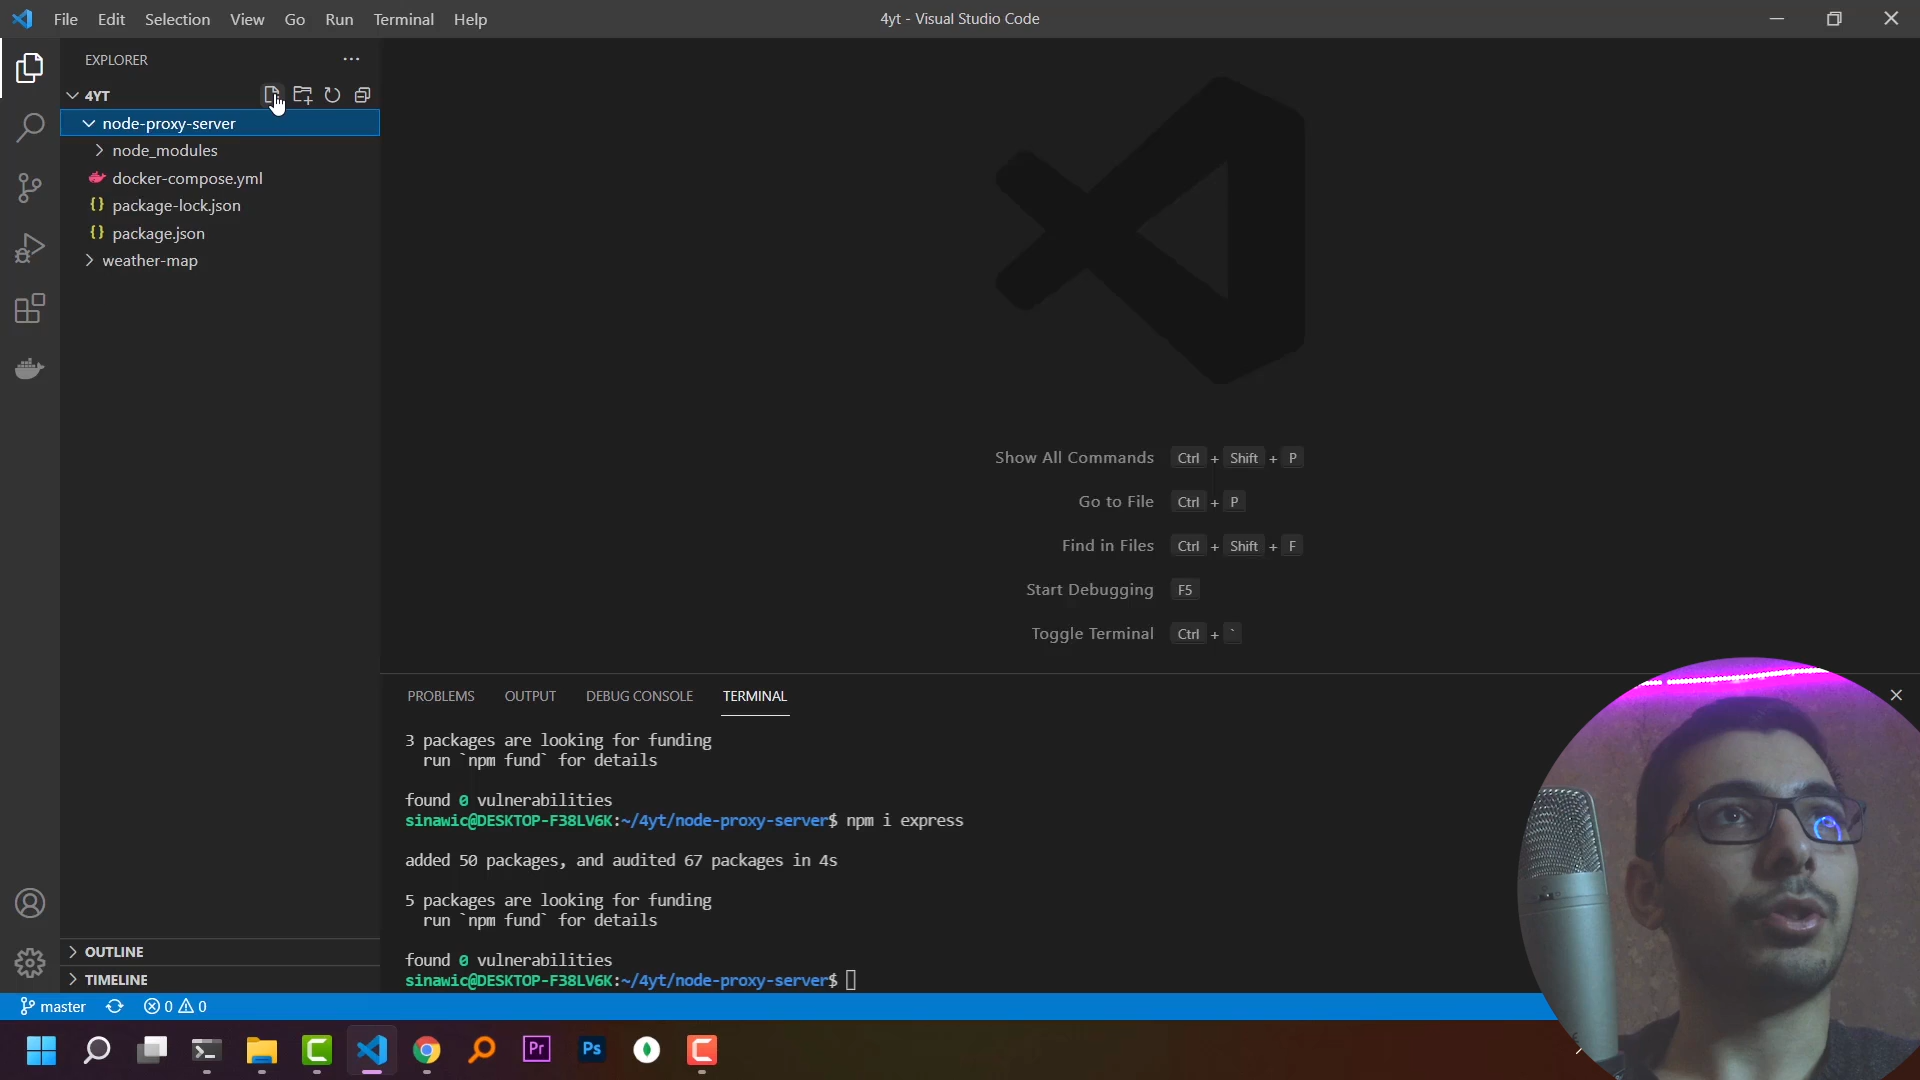 File Edit Selection View Go Run Terminal Help
4yt - Visual Studio Code
EXPLORER
4YT
node-proxy-server
node_modules
docker-compose.yml
package-lock.json
package.json
weather-map
Show All Commands Ctrl + Shift + P
Go to File Ctrl + P
Find in Files Ctrl + Shift + F
Start Debugging F5
Toggle Terminal Ctrl + `
PROBLEMS OUTPUT DEBUG CONSOLE TERMINAL
3 packages are looking for funding
run `npm fund` for details
found 0 vulnerabilities
sinawic@DESKTOP-F38LV6K:~/4yt/node-proxy-server$ npm i express
added 50 packages, and audited 67 packages in 4s
5 packages are looking for funding
run `npm fund` for details
found 0 vulnerabilities
sinawic@DESKTOP-F38LV6K:~/4yt/node-proxy-server$
OUTLINE
TIMELINE
master 0 0
Pr Ps